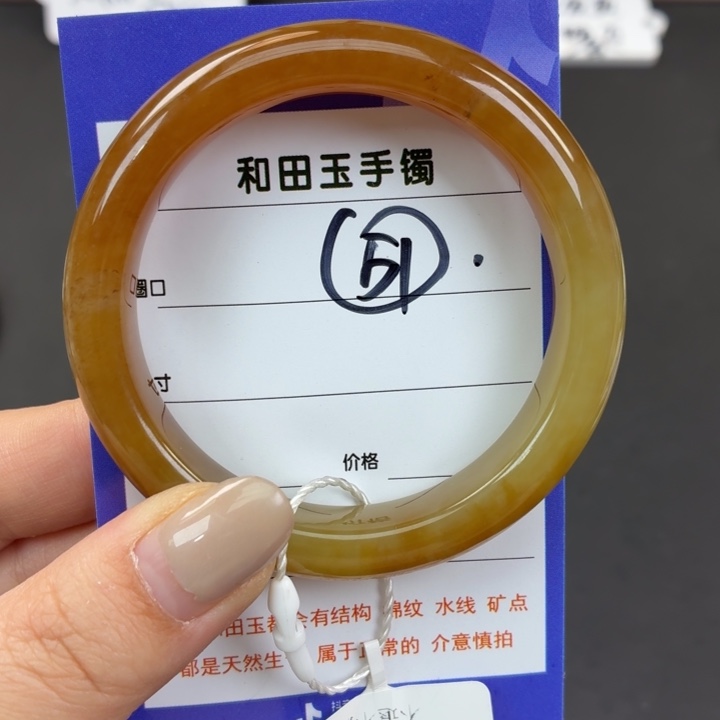 和田玉手镯
51
圈口
寸
价格
田玉都会有结构 棉纹 水线 矿点
都是天然生 属于正常的 介意慎拍